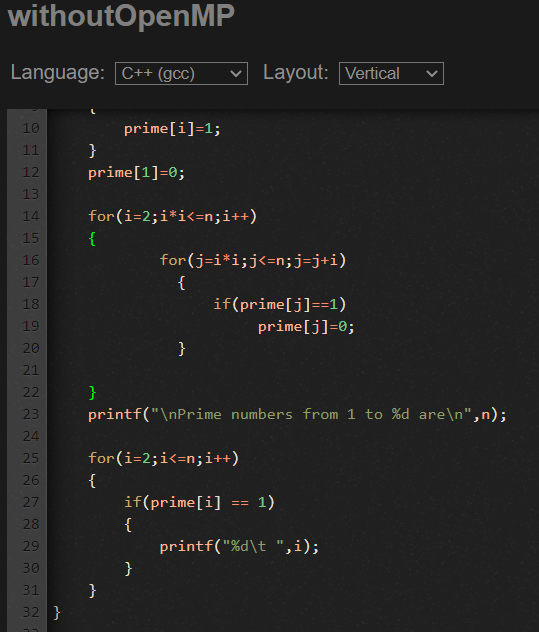 withoutOpenMP
Language: C++ (gcc) Layout: Vertical
{
10 prime[i]=1;
11 }
12 prime[1]=0;
13
14 for(i=2;i*i<=n;i++)
15 {
16 for(j=i*i;j<=n;j=j+i)
17 {
18 if(prime[j]==1)
19 prime[j]=0;
20 }
21
22 }
23 printf("\nPrime numbers from 1 to %d are\n",n);
24
25 for(i=2;i<=n;i++)
26 {
27 if(prime[i] == 1)
28 {
29 printf("%d\t ",i);
30 }
31 }
32 }